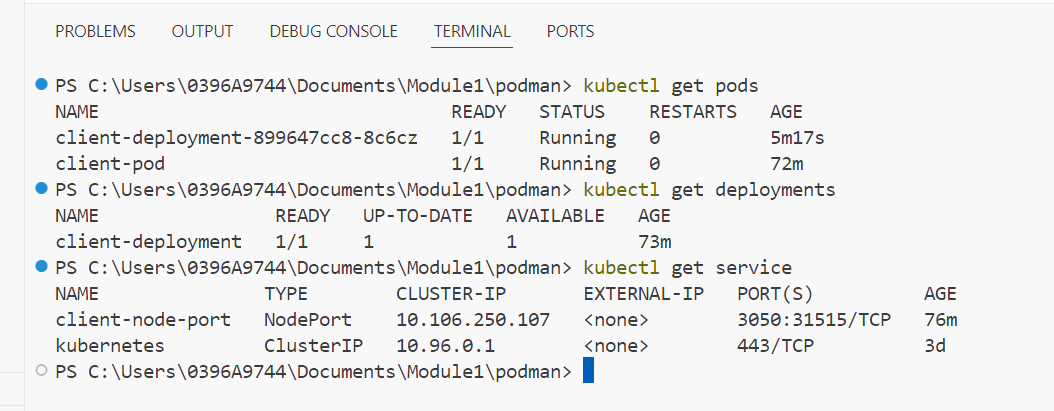 PROBLEMS OUTPUT DEBUG CONSOLE TERMINAL PORTS
PS C:\Users\0396A9744\Documents\Module1\podman> kubectl get pods
NAME READY STATUS RESTARTS AGE
client-deployment-899647cc8-8c6cz 1/1 Running 0 5m17s
client-pod 1/1 Running 0 72m
PS C:\Users\0396A9744\Documents\Module1\podman> kubectl get deployments
NAME READY UP-TO-DATE AVAILABLE AGE
client-deployment 1/1 1 1 73m
PS C:\Users\0396A9744\Documents\Module1\podman> kubectl get service
NAME TYPE CLUSTER-IP EXTERNAL-IP PORT(S) AGE
client-node-port NodePort 10.106.250.107 <none> 3050:31515/TCP 76m
kubernetes ClusterIP 10.96.0.1 <none> 443/TCP 3d
PS C:\Users\0396A9744\Documents\Module1\podman>